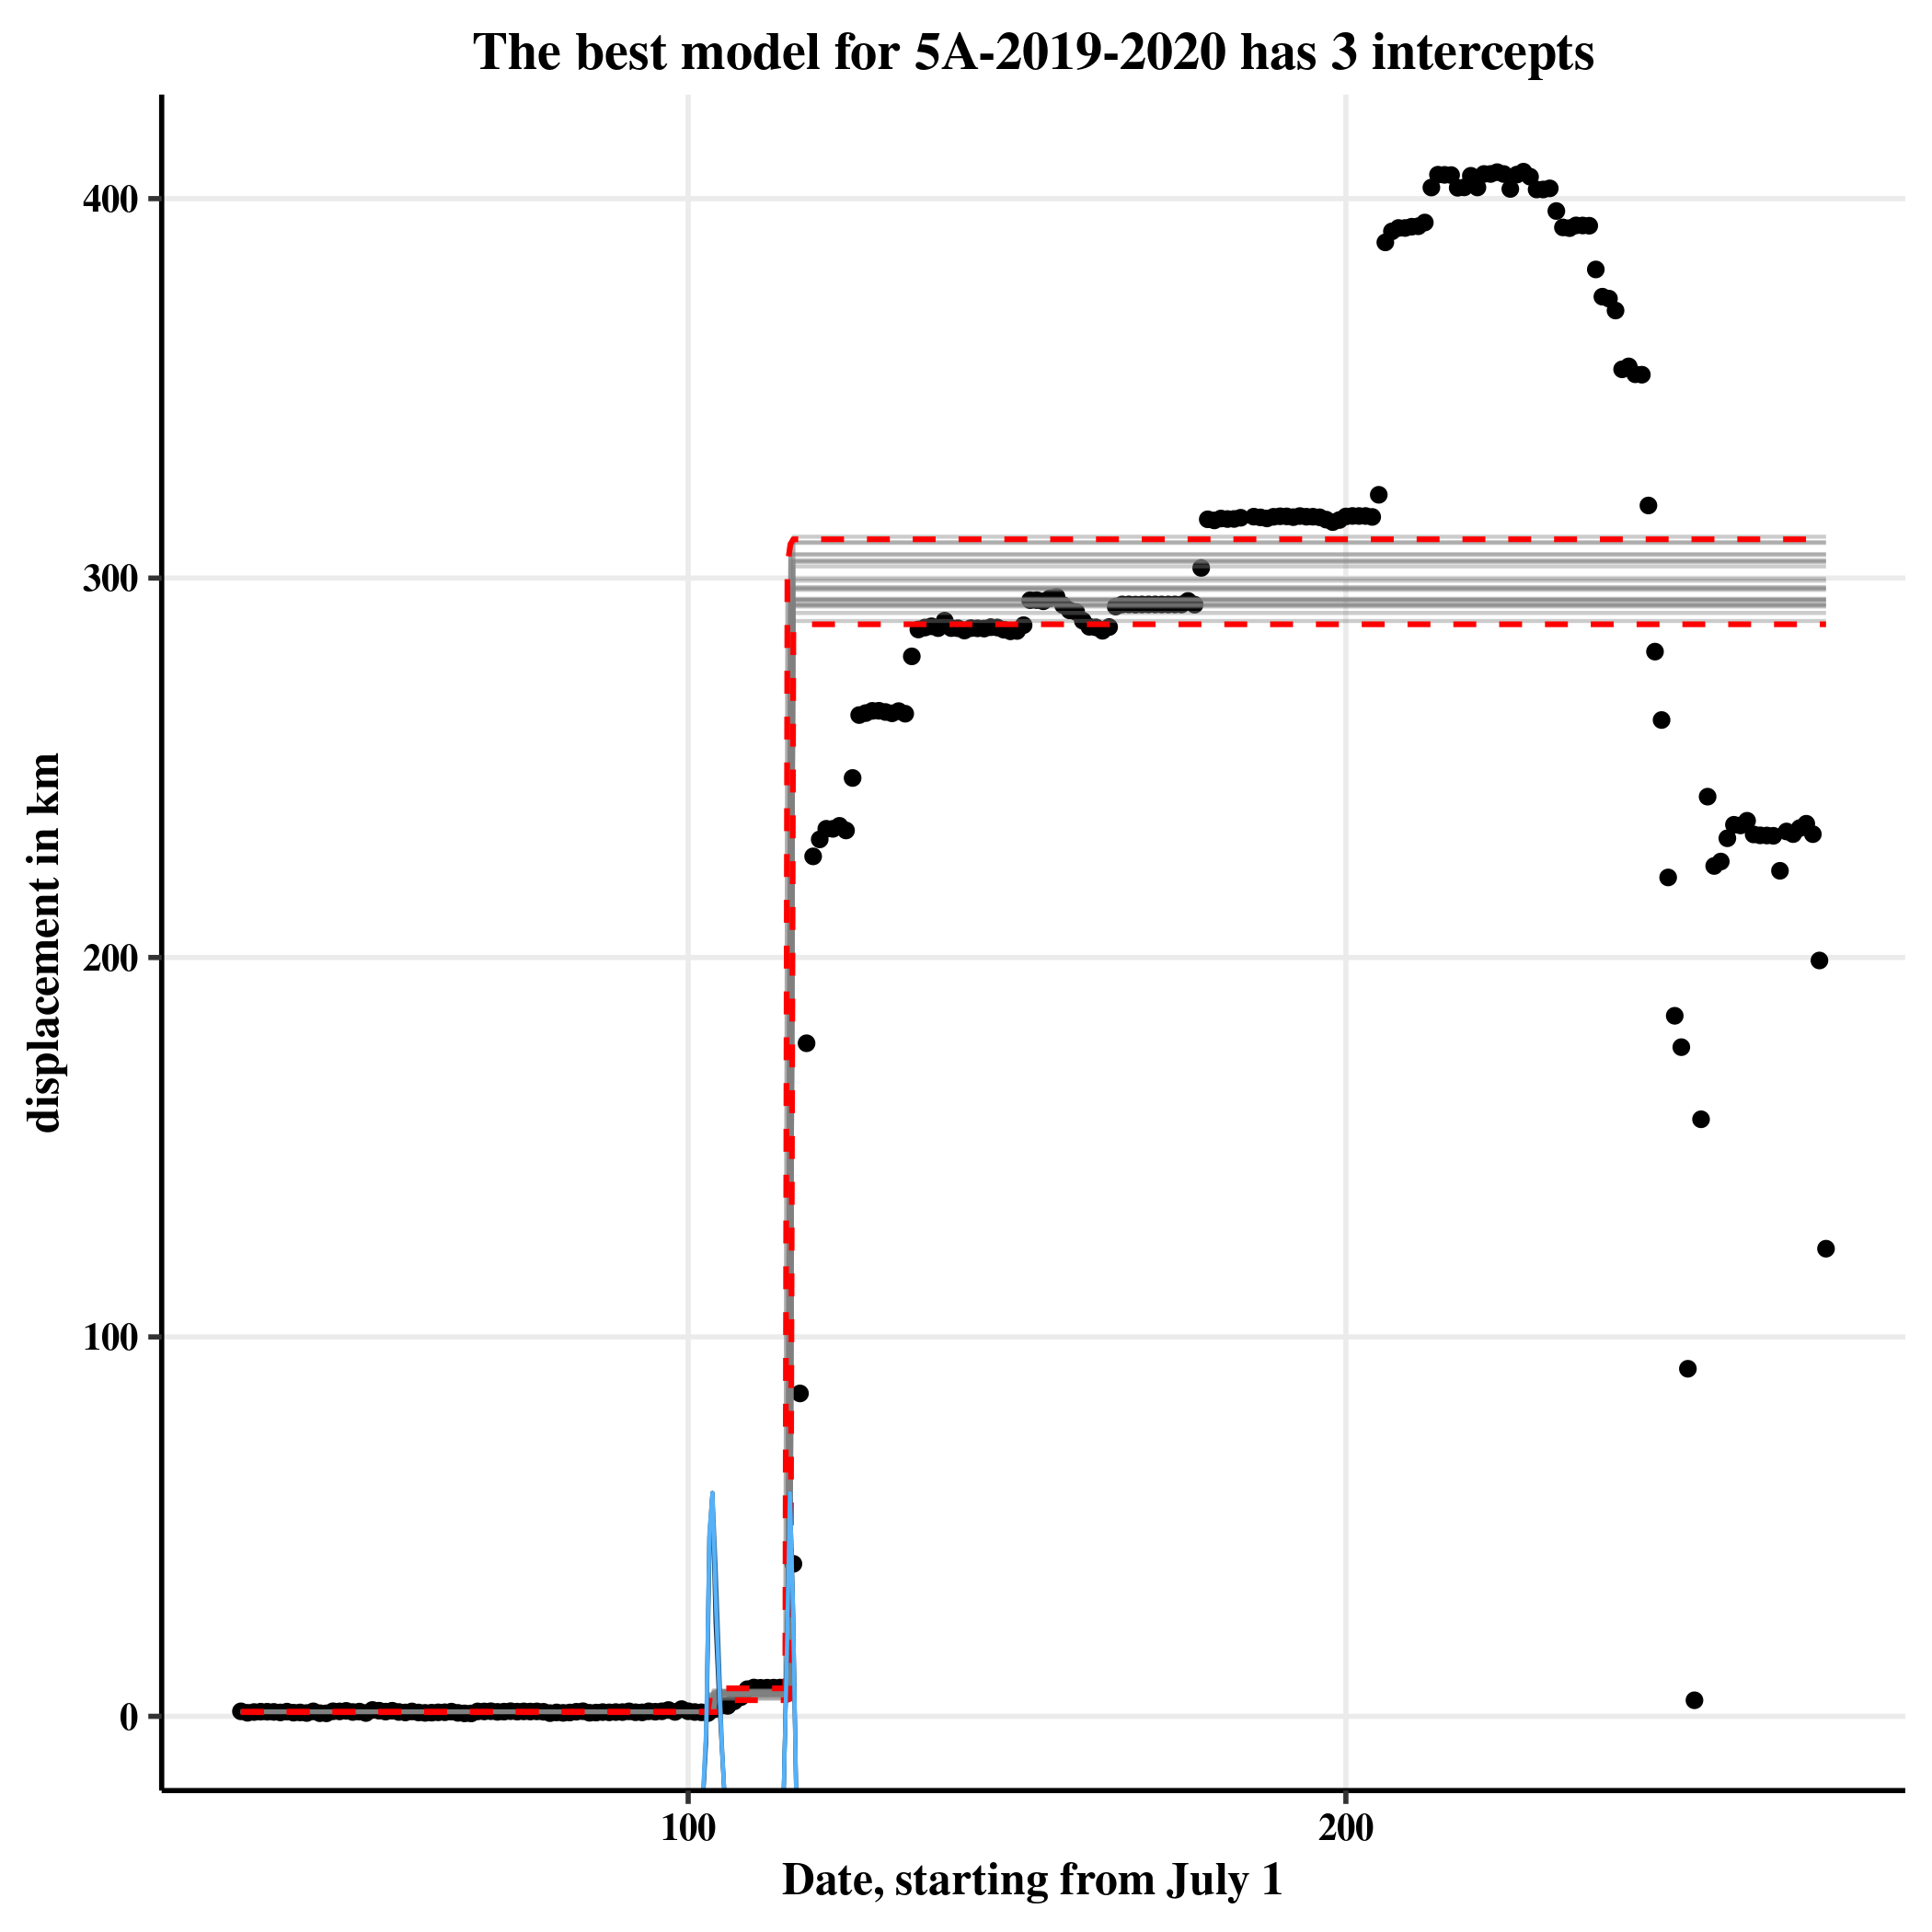 The best model for 5A-2019-2020 has 3 intercepts
400
300
200
100
0
displacement in km
100
200
Date, starting from July 1